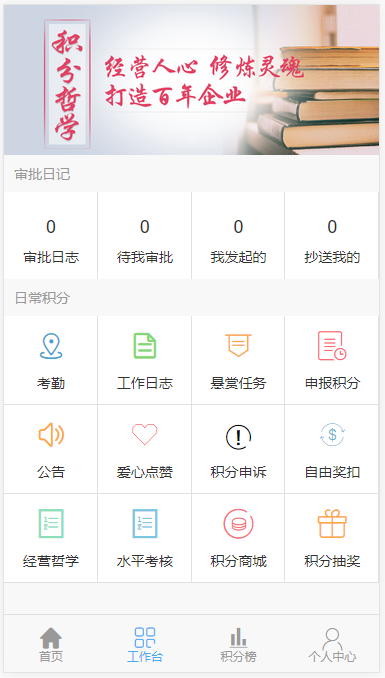 积分哲学
经营人心 修炼灵魂
打造百年企业
审批日记
0 0 0 0
审批日志 待我审批 我发起的 抄送我的
日常积分
考勤 工作日志 悬赏任务 申报积分
公告 爱心点赞 积分申诉 自由奖扣
经营哲学 水平考核 积分商城 积分抽奖
首页 工作台 积分榜 个人中心